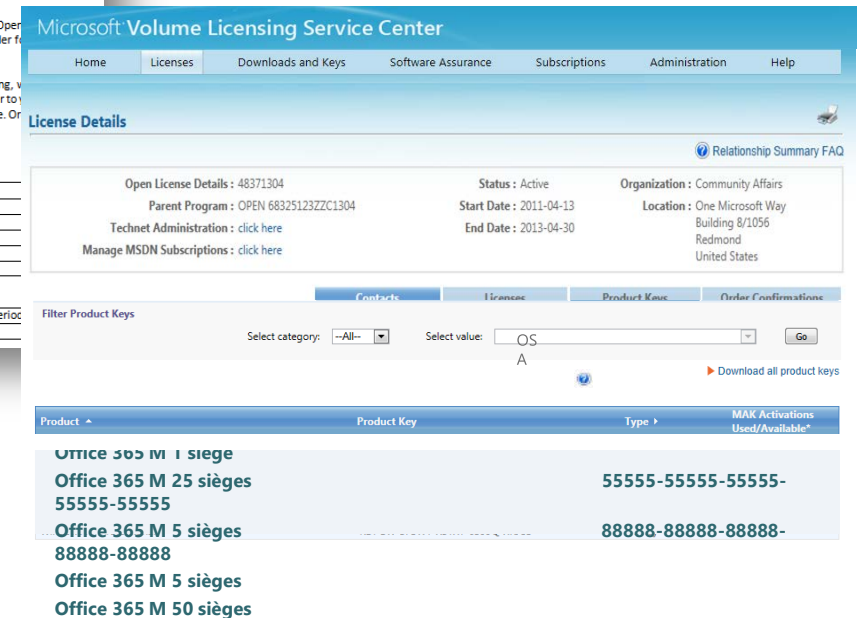 Microsoft Volume Licensing Service Center
Home Licenses Downloads and Keys Software Assurance Subscriptions Administration Help
License Details
Relationship Summary FAQ
Open License Details : 48371304 Status : Active Organization : Community Affairs
Parent Program : OPEN 68325123ZZC1304 Start Date : 2011-04-13 Location : One Microsoft Way
Technet Administration : click here End Date : 2013-04-30 Building 8/1056
Manage MSDN Subscriptions : click here Redmond
United States
Contacts Licenses Product Keys Order Confirmations
Filter Product Keys
Select category: --All-- Select value: OS Go
A
Download all product keys
Product Product Key Type MAK Activations
Used/Available*
Office 365 M 1 siège
Office 365 M 25 sièges 55555-55555-55555-
55555-55555
Office 365 M 5 sièges 88888-88888-88888-
88888-88888
Office 365 M 5 sièges
Office 365 M 50 sièges